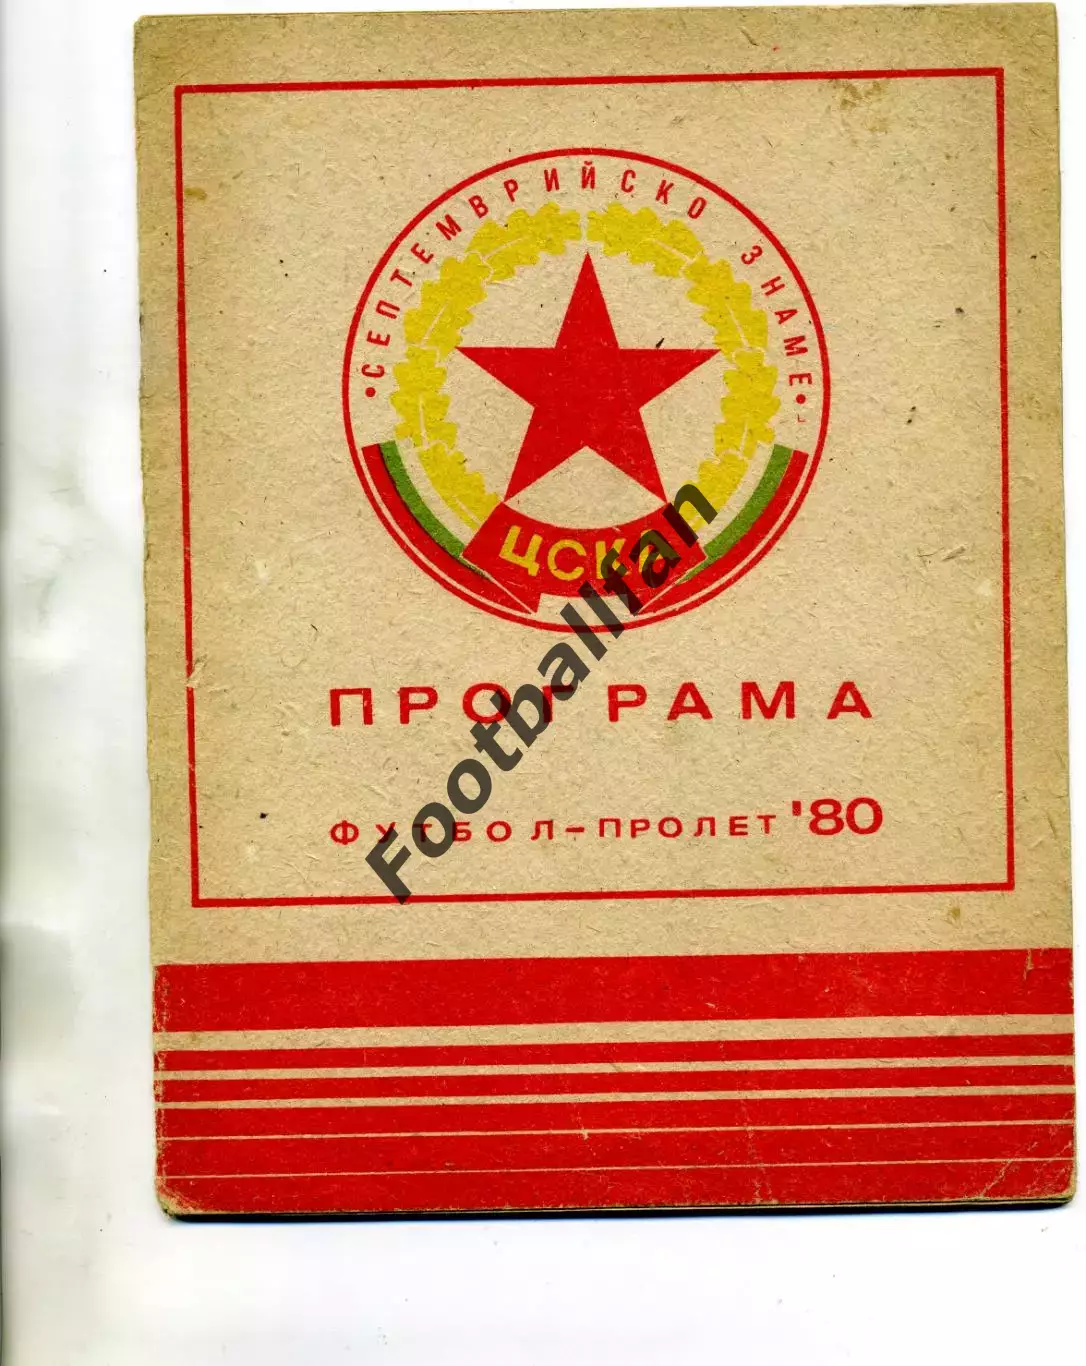 •СЕПТЕМВРИЙСКО ЗНАМЕ•
ЦСКА
ПРОГРАМА
ФУТБОЛ-ПРОЛЕТ '80
Footballfan